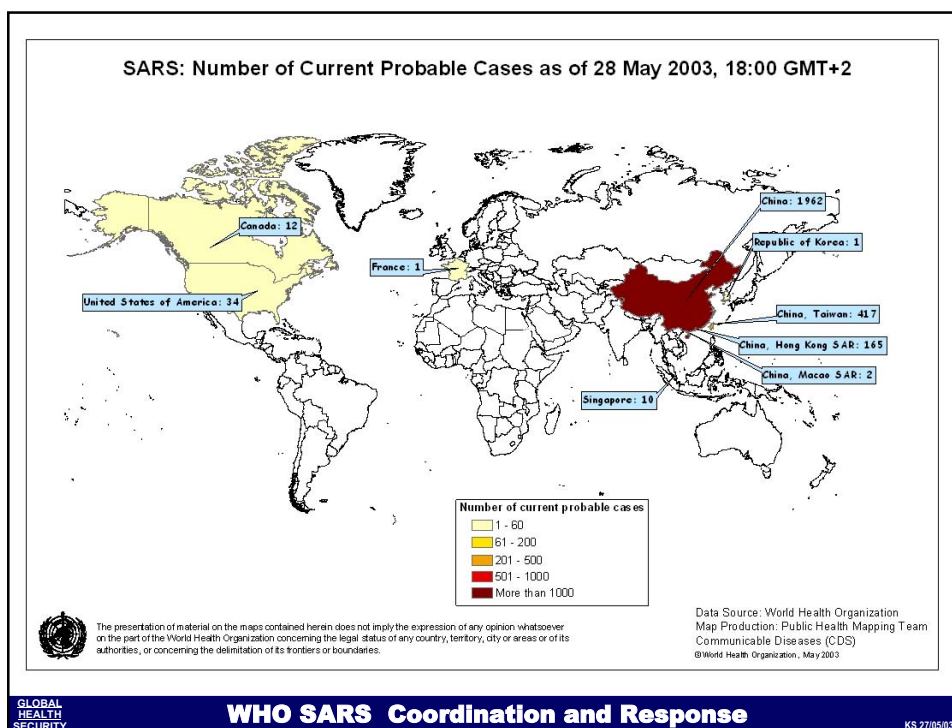 SARS: Number of Current Probable Cases as of 28 May 2003, 18:00 GMT+2
China: 1962
Canada: 12
Republic of Korea: 1
France: 1
United States of America: 34
China, Taiwan: 417
China, Hong Kong SAR: 165
China, Macao SAR: 2
Singapore: 10
Number of current probable cases
1 - 60
61 - 200
201 - 500
501 - 1000
More than 1000
The presentation of material on the maps contained herein does not imply the expression of any opinion whatsoever
on the part of the World Health Organization concerning the legal status of any country, territory, city or areas or of its
authorities, or concerning the delimitation of its frontiers or boundaries.
Data Source: World Health Organization
Map Production: Public Health Mapping Team
Communicable Diseases (CDS)
©World Health Organization, May 2003
GLOBAL
HEALTH
SECURITY
WHO SARS Coordination and Response
KS 27/05/03